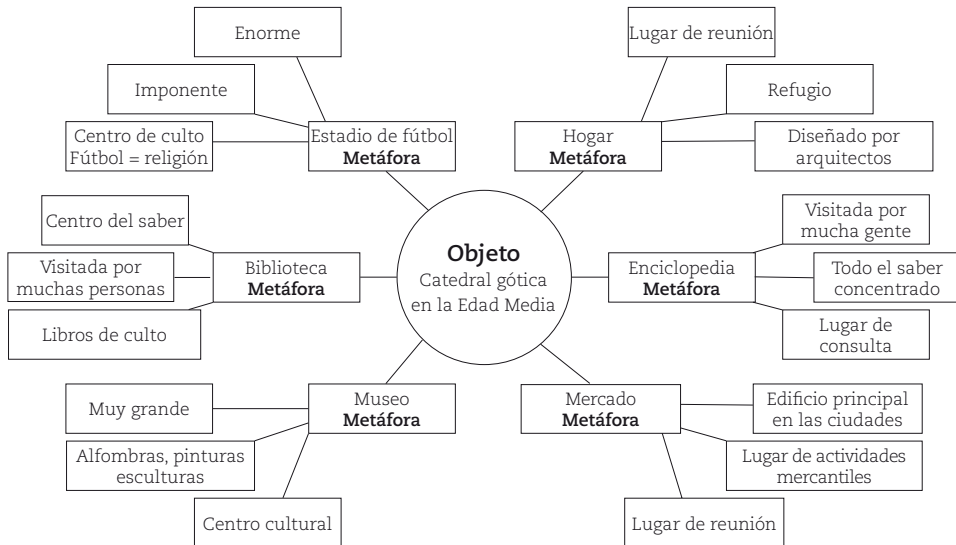 Enorme
Imponente
Centro de culto
Fútbol = religión
Estadio de fútbol
Metáfora
Lugar de reunión
Refugio
Diseñado por
arquitectos
Hogar
Metáfora
Centro del saber
Visitada por
muchas personas
Libros de culto
Biblioteca
Metáfora
Objeto
Catedral gótica
en la Edad Media
Enciclopedia
Metáfora
Visitada por
mucha gente
Todo el saber
concentrado
Lugar de
consulta
Muy grande
Alfombras, pinturas
esculturas
Centro cultural
Museo
Metáfora
Mercado
Metáfora
Edificio principal
en las ciudades
Lugar de actividades
mercantiles
Lugar de reunión